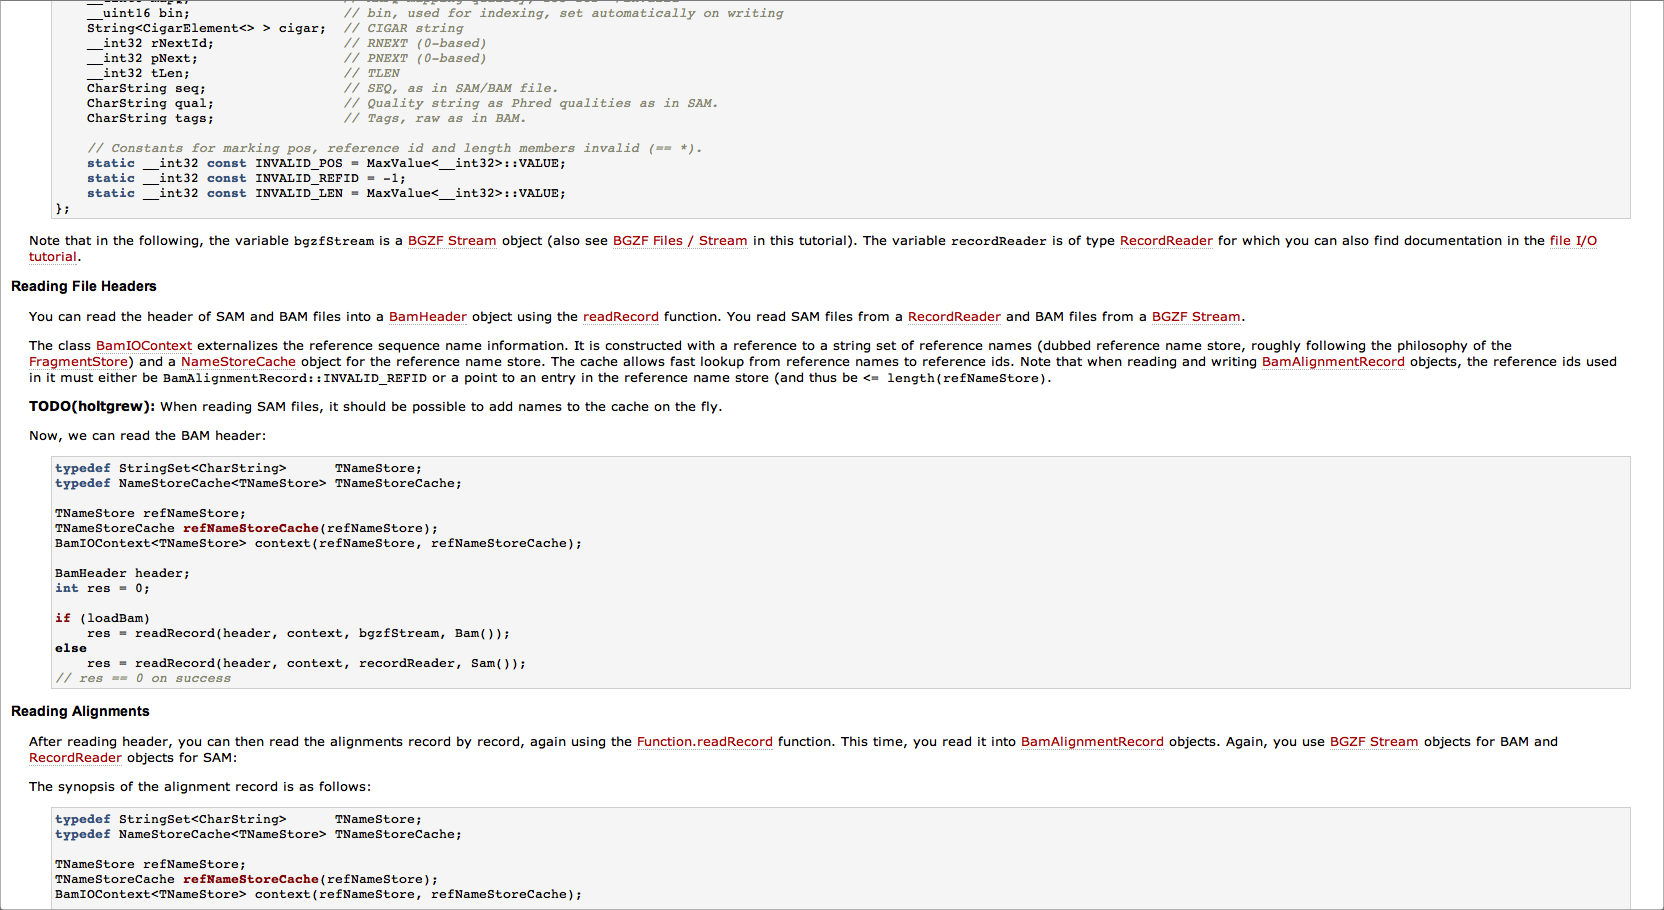 __uint16 bin; // bin, used for indexing, set automatically on writing
String<CigarElement<> > cigar; // CIGAR string
__int32 rNextId; // RNEXT (0-based)
__int32 pNext; // PNEXT (0-based)
__int32 tLen; // TLEN
CharString seq; // SEQ, as in SAM/BAM file.
CharString qual; // Quality string as Phred qualities as in SAM.
CharString tags; // Tags, raw as in BAM.
// Constants for marking pos, reference id and length members invalid (== *).
static __int32 const INVALID_POS = MaxValue<__int32>::VALUE;
static __int32 const INVALID_REFID = -1;
static __int32 const INVALID_LEN = MaxValue<__int32>::VALUE;
};
Note that in the following, the variable bgzfStream is a BGZF Stream object (also see BGZF Files / Stream in this tutorial). The variable recordReader is of type RecordReader for which you can also find documentation in the file I/O
tutorial.
Reading File Headers
You can read the header of SAM and BAM files into a BamHeader object using the readRecord function. You read SAM files from a RecordReader and BAM files from a BGZF Stream.
The class BamIOContext externalizes the reference sequence name information. It is constructed with a reference to a string set of reference names (dubbed reference name store, roughly following the philosophy of the
FragmentStore) and a NameStoreCache object for the reference name store. The cache allows fast lookup from reference names to reference ids. Note that when reading and writing BamAlignmentRecord objects, the reference ids used
in it must either be BamAlignmentRecord::INVALID_REFID or a point to an entry in the reference name store (and thus be <= length(refNameStore).
TODO(holtgrew): When reading SAM files, it should be possible to add names to the cache on the fly.
Now, we can read the BAM header:
typedef StringSet<CharString> TNameStore;
typedef NameStoreCache<TNameStore> TNameStoreCache;
TNameStore refNameStore;
TNameStoreCache refNameStoreCache(refNameStore);
BamIOContext<TNameStore> context(refNameStore, refNameStoreCache);
BamHeader header;
int res = 0;
if (loadBam)
res = readRecord(header, context, bgzfStream, Bam());
else
res = readRecord(header, context, recordReader, Sam());
// res == 0 on success
Reading Alignments
After reading header, you can then read the alignments record by record, again using the Function.readRecord function. This time, you read it into BamAlignmentRecord objects. Again, you use BGZF Stream objects for BAM and
RecordReader objects for SAM:
The synopsis of the alignment record is as follows:
typedef StringSet<CharString> TNameStore;
typedef NameStoreCache<TNameStore> TNameStoreCache;
TNameStore refNameStore;
TNameStoreCache refNameStoreCache(refNameStore);
BamIOContext<TNameStore> context(refNameStore, refNameStoreCache);